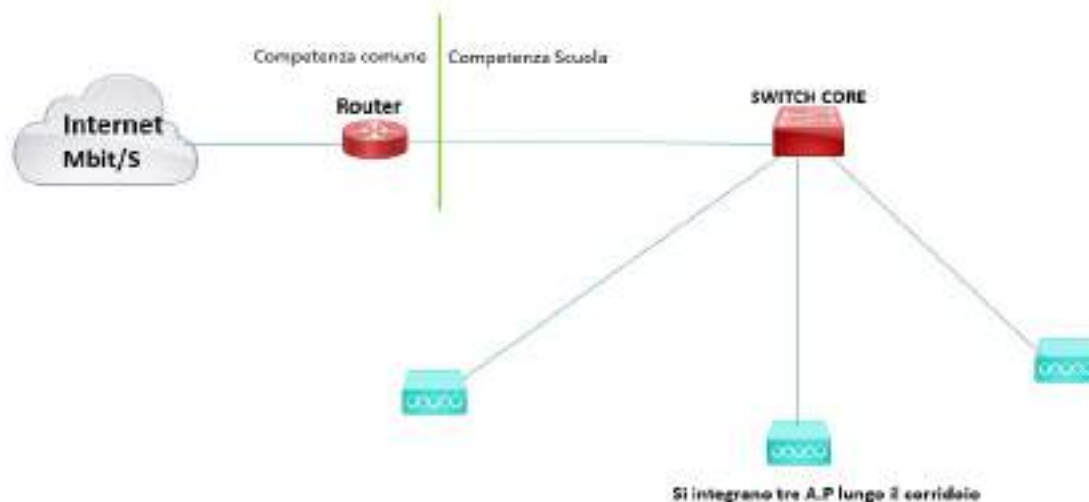 Competenza comune
Competenza Scuola
Router
SWITCH CORE
Internet
Mbit/S
Si integrano tre A.P lungo il corridoio